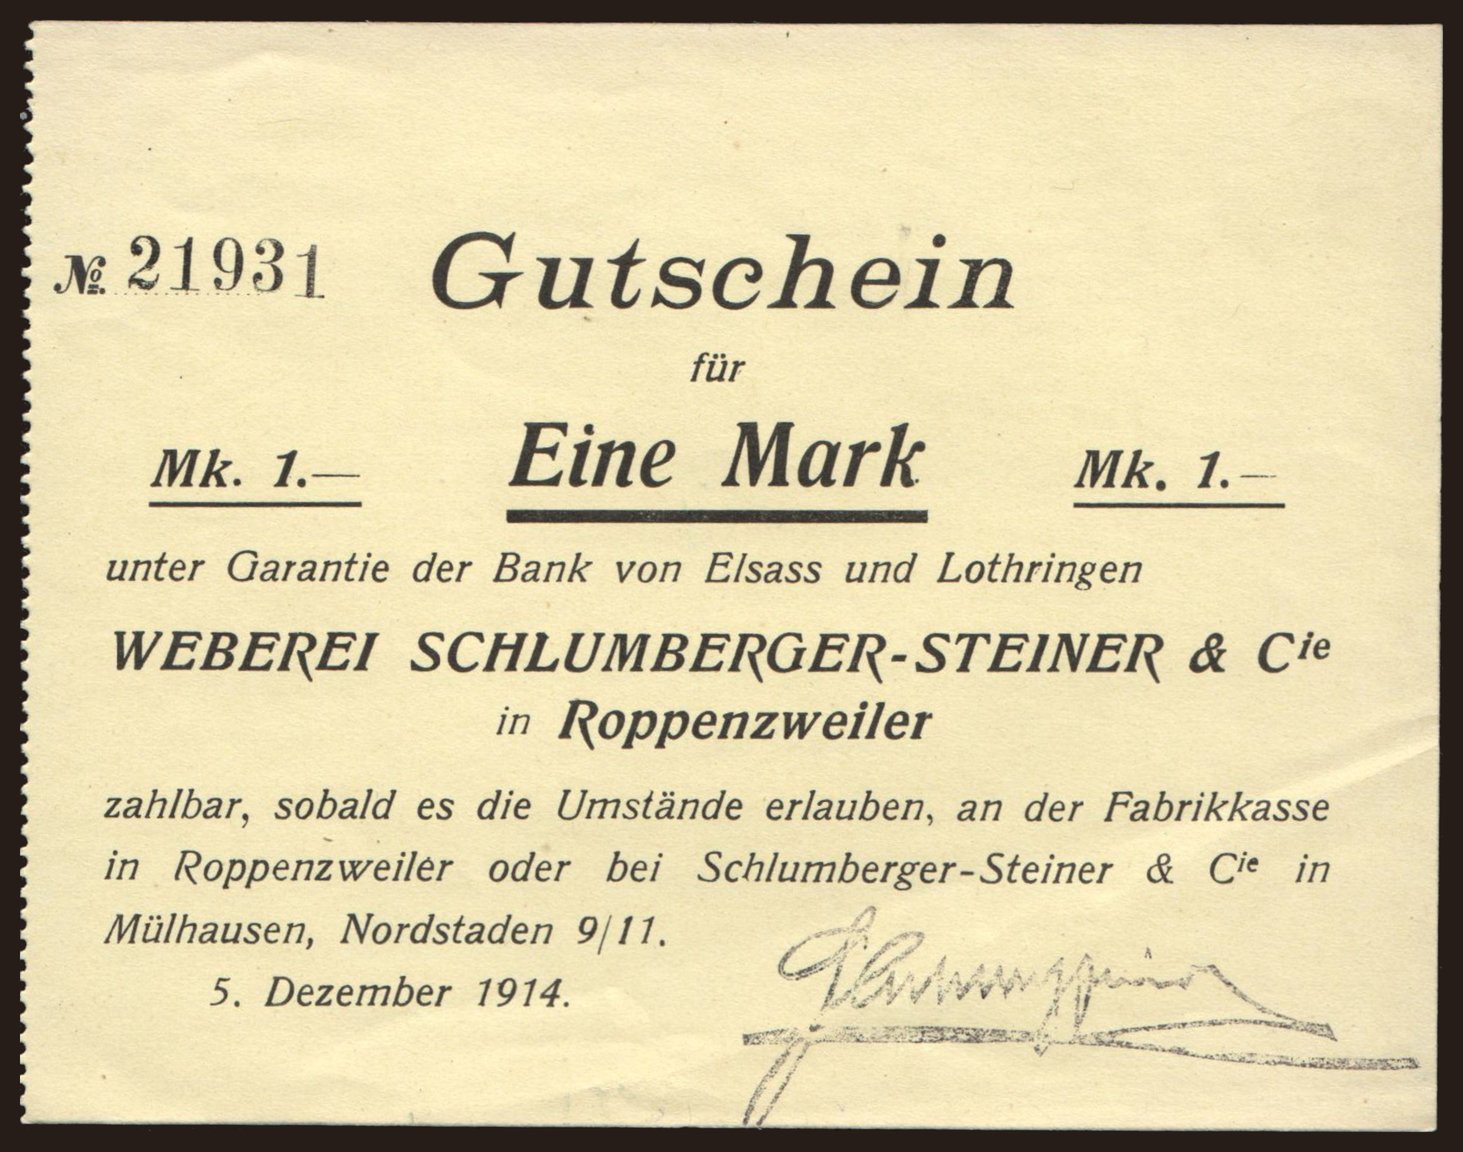 № 21931 Gutschein
für
Mk. 1.— Eine Mark Mk. 1.—
unter Garantie der Bank von Elsass und Lothringen
WEBEREI SCHLUMBERGER-STEINER & Cie
in Roppenzweiler
zahlbar, sobald es die Umstände erlauben, an der Fabrikkasse
in Roppenzweiler oder bei Schlumberger-Steiner & Cie in
Mülhausen, Nordstaden 9/11.
5. Dezember 1914.